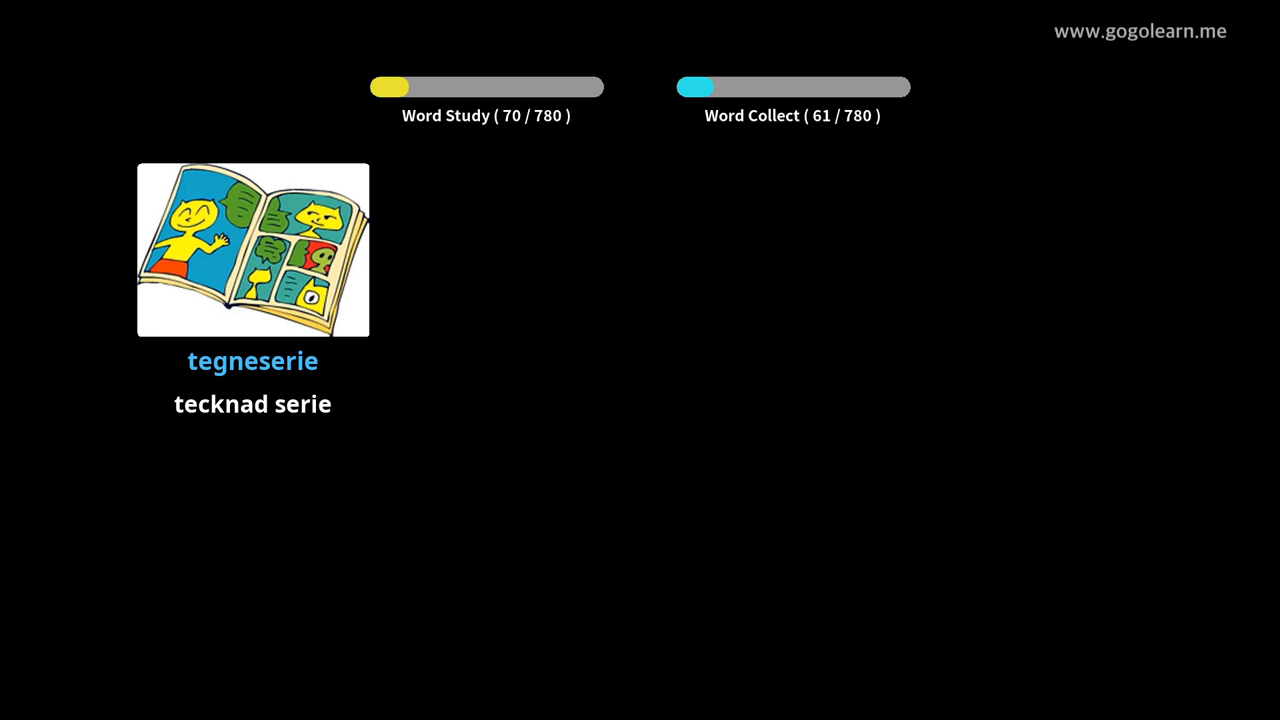 www.gogolearn.me
Word Study ( 70 / 780 )
Word Collect ( 61 / 780 )
tegneserie
tecknad serie